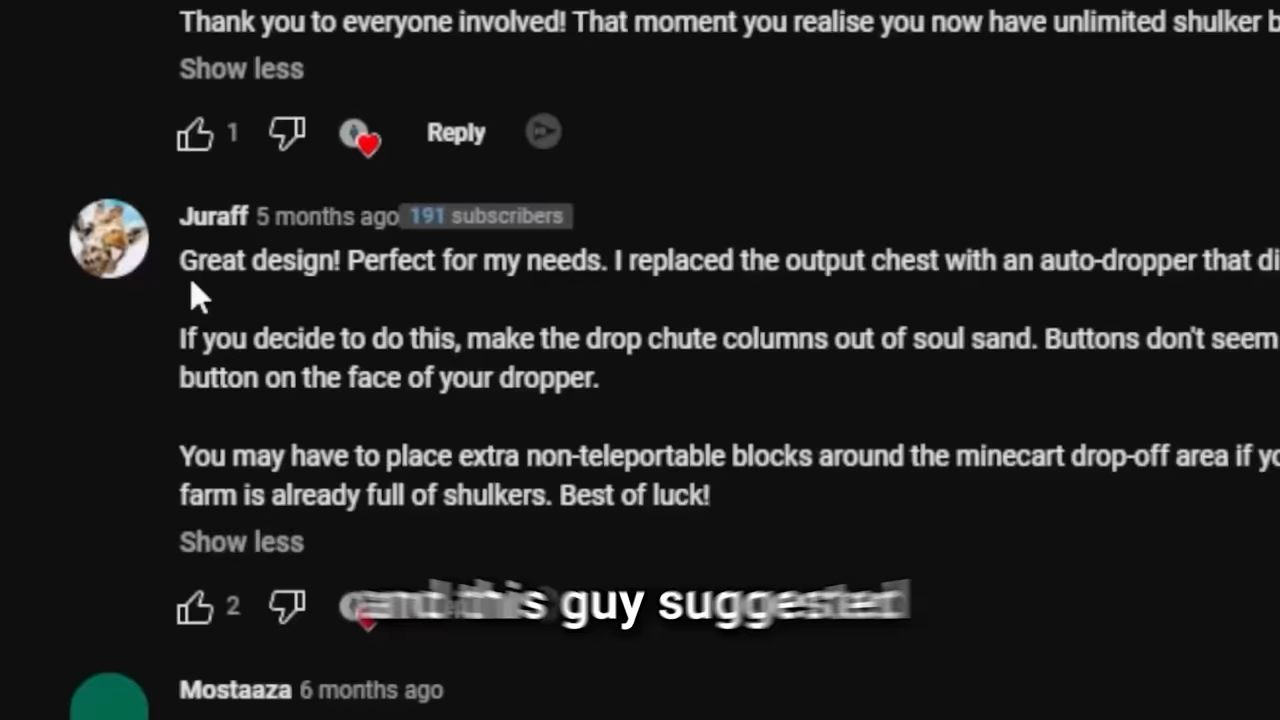 Thank you to everyone involved! That moment you realise you now have unlimited shulker
Show less
1
Reply
Juraff 5 months ago 191 subscribers
Great design! Perfect for my needs. I replaced the output chest with an auto-dropper that
If you decide to do this, make the drop chute columns out of soul sand. Buttons don't seem
button on the face of your dropper.
You may have to place extra non-teleportable blocks around the minecart drop-off area if
farm is already full of shulkers. Best of luck!
Show less
2
and this guy suggested
Mostaaza 6 months ago